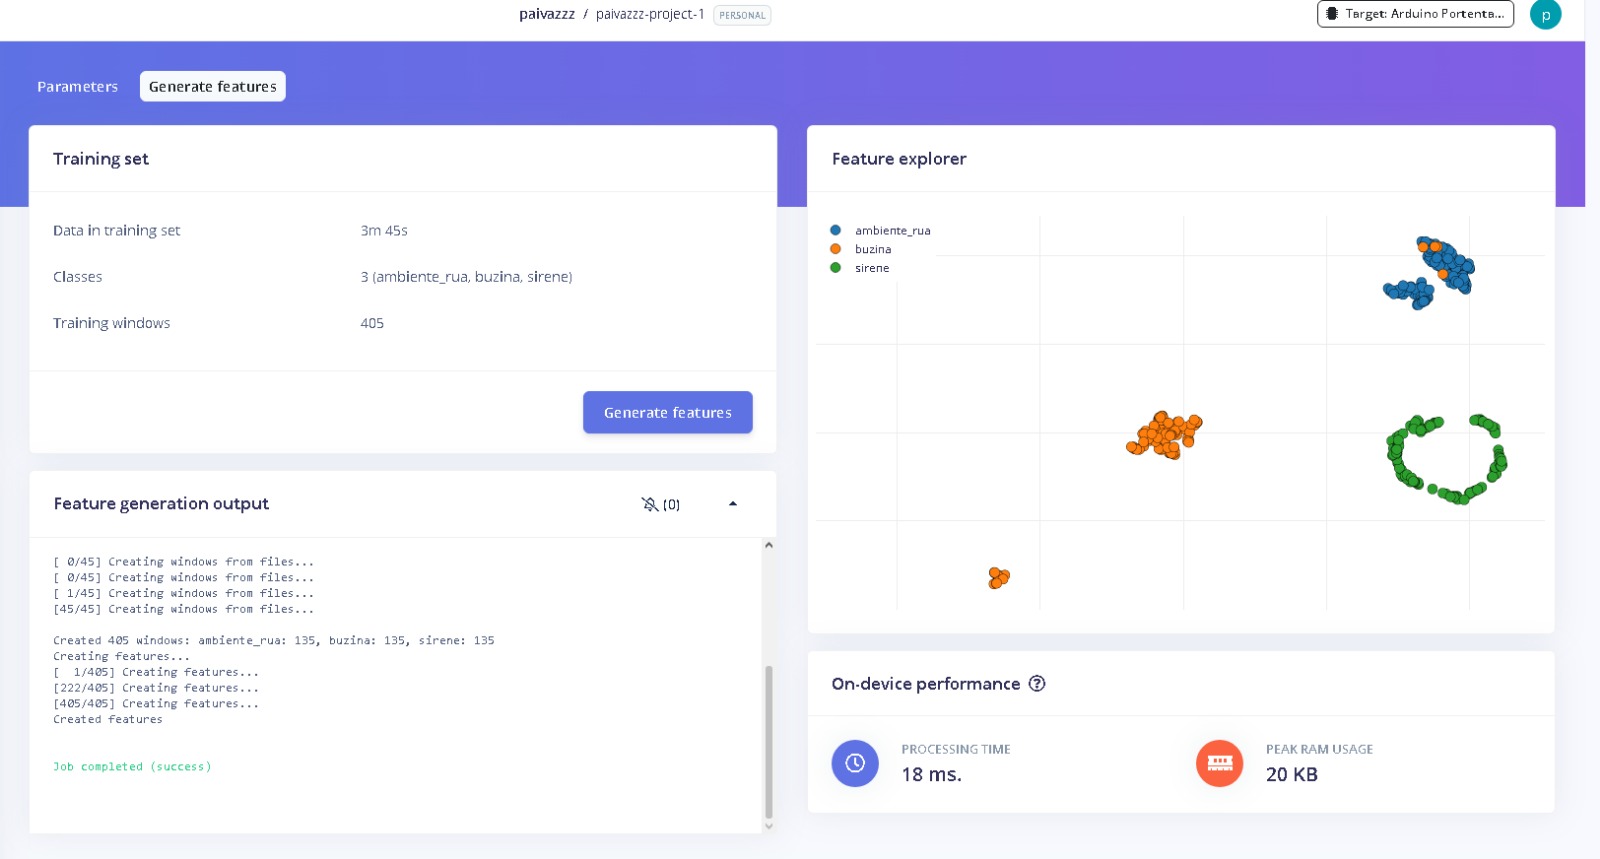 paivazzz / paivazzz-project-1 PERSONAL
Target: Arduino Portenta...
p
Parameters
Generate features
Training set
Data in training set 3m 45s
Classes 3 (ambiente_rua, buzina, sirene)
Training windows 405
Generate features
Feature generation output (0)
[ 0/45] Creating windows from files...
[ 0/45] Creating windows from files...
[ 1/45] Creating windows from files...
[45/45] Creating windows from files...
Created 405 windows: ambiente_rua: 135, buzina: 135, sirene: 135
Creating features...
[  1/405] Creating features...
[222/405] Creating features...
[405/405] Creating features...
Created features
Job completed (success)
Feature explorer
ambiente_rua
buzina
sirene
On-device performance ?
PROCESSING TIME
18 ms.
PEAK RAM USAGE
20 KB